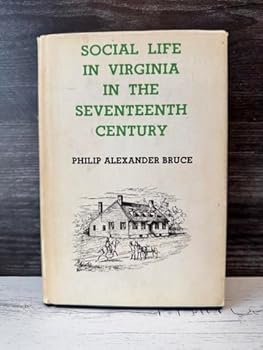 SOCIAL LIFE
IN VIRGINIA
IN THE
SEVENTEENTH
CENTURY
PHILIP ALEXANDER BRUCE